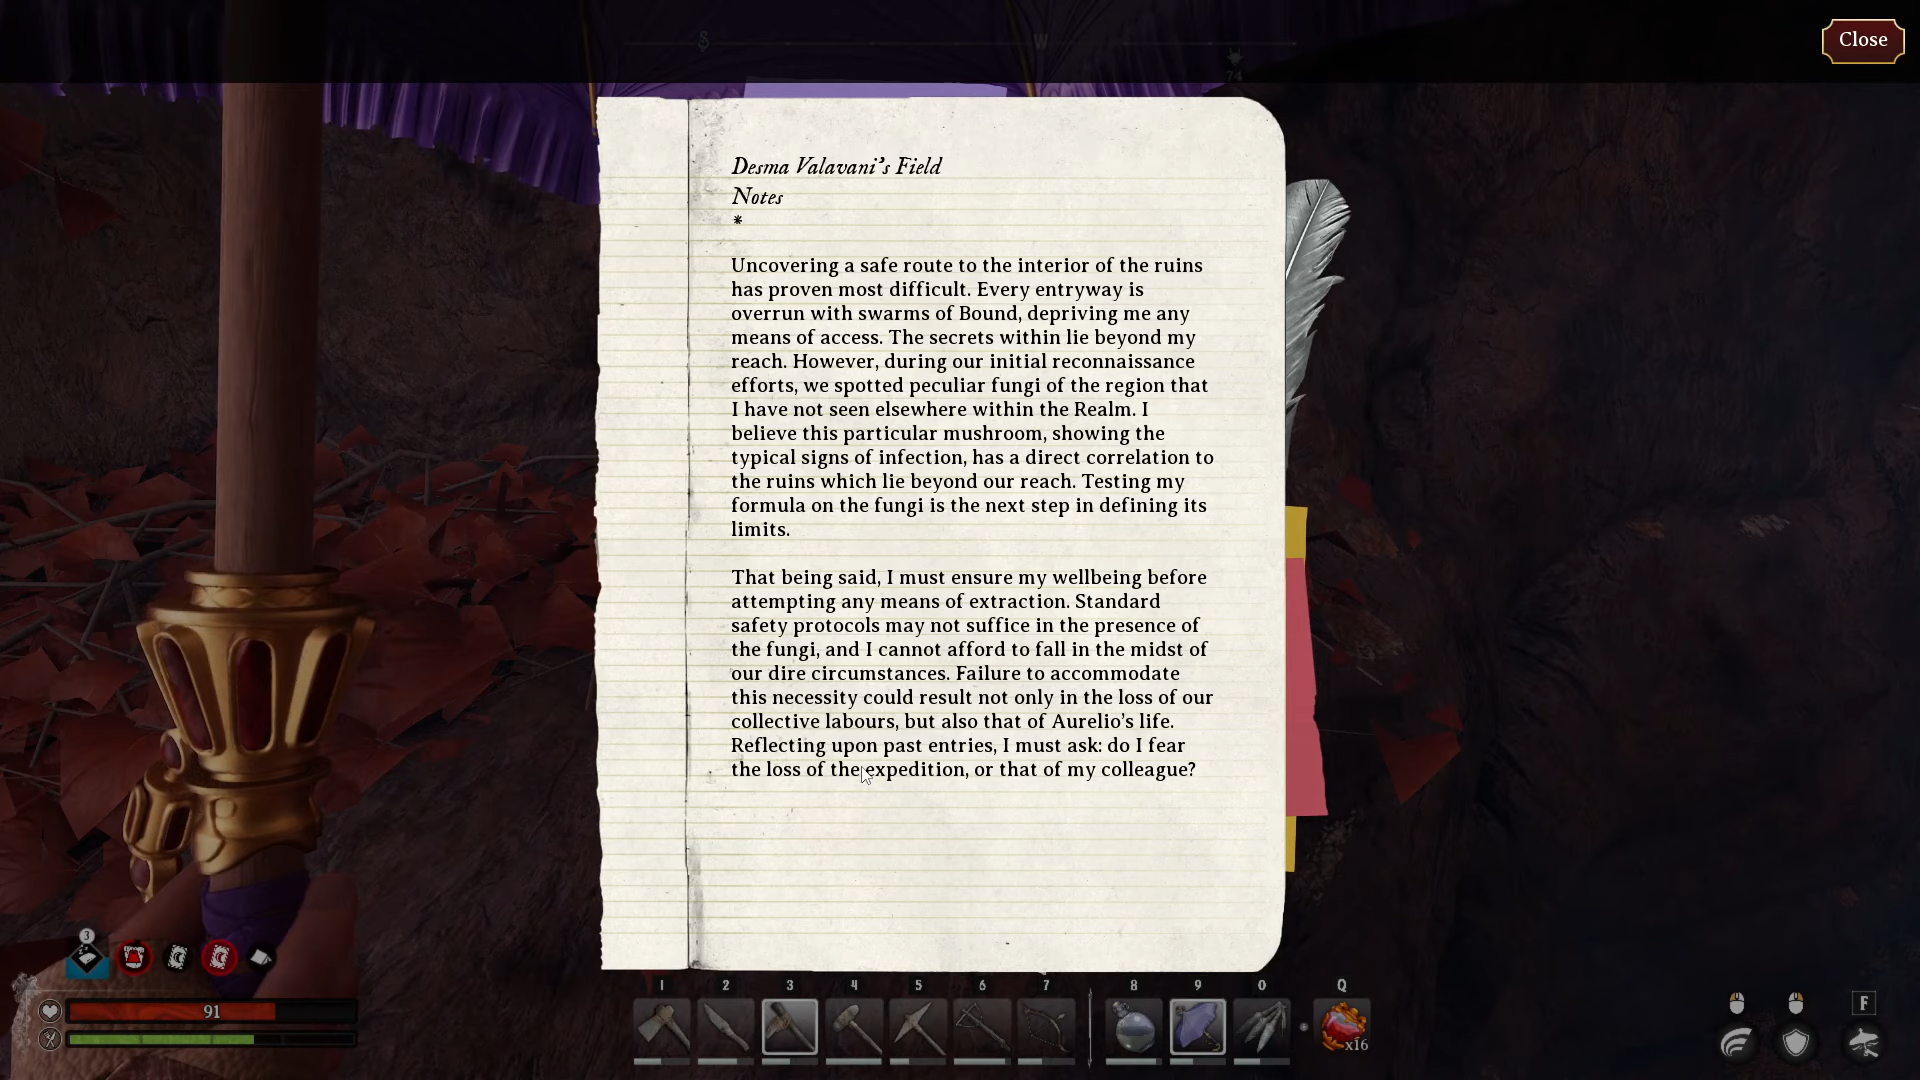 S
W
74
Close
Desma Valavani's Field
Notes
*
Uncovering a safe route to the interior of the ruins
has proven most difficult. Every entryway is
overrun with swarms of Bound, depriving me any
means of access. The secrets within lie beyond my
reach. However, during our initial reconnaissance
efforts, we spotted peculiar fungi of the region that
I have not seen elsewhere within the Realm. I
believe this particular mushroom, showing the
typical signs of infection, has a direct correlation to
the ruins which lie beyond our reach. Testing my
formula on the fungi is the next step in defining its
limits.
That being said, I must ensure my wellbeing before
attempting any means of extraction. Standard
safety protocols may not suffice in the presence of
the fungi, and I cannot afford to fall in the midst of
our dire circumstances. Failure to accommodate
this necessity could result not only in the loss of our
collective labours, but also that of Aurelio's life.
Reflecting upon past entries, I must ask: do I fear
the loss of the expedition, or that of my colleague?
3
91
1 2 3 4 5 6 7 8 9 0 Q
x16
F